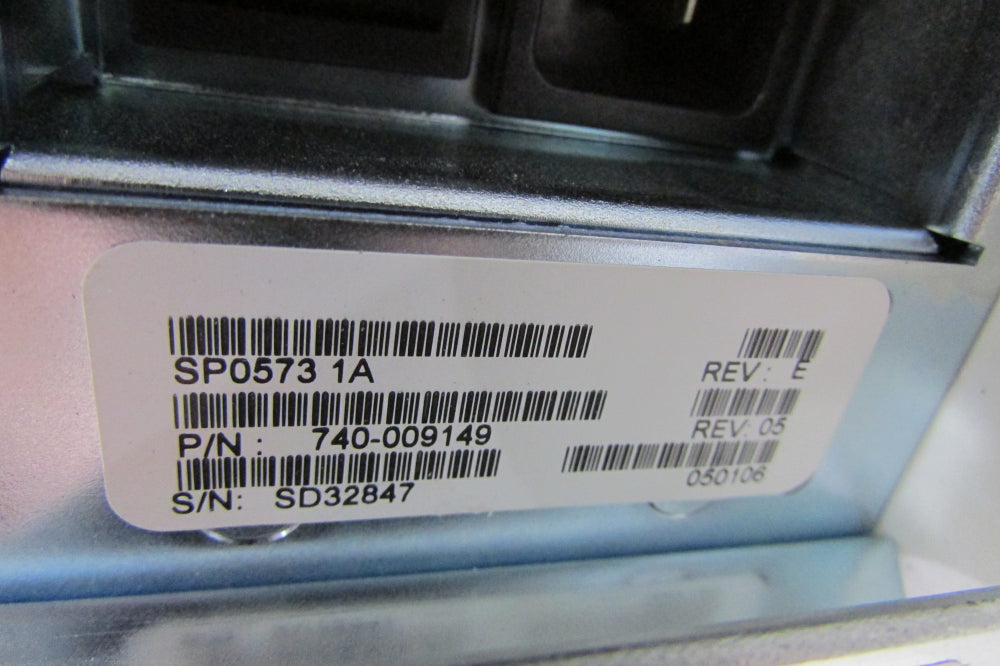 SP0573 1A
REV: E
P/N: 740-009149
REV: 05
S/N: SD32847
050106